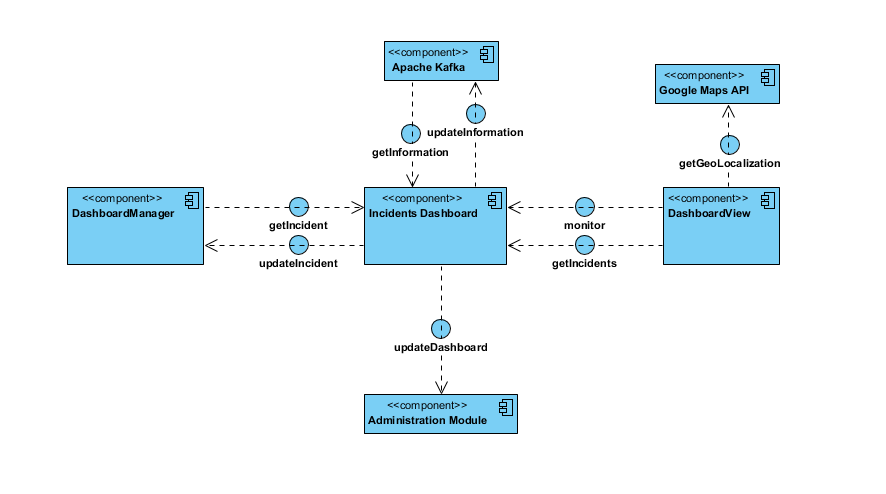 <<component>>
Apache Kafka
<<component>>
Google Maps API
updateInformation
getInformation
getGeoLocalization
<<component>>
DashboardManager
<<component>>
Incidents Dashboard
<<component>>
DashboardView
getIncident
monitor
updateIncident
getIncidents
updateDashboard
<<component>>
Administration Module